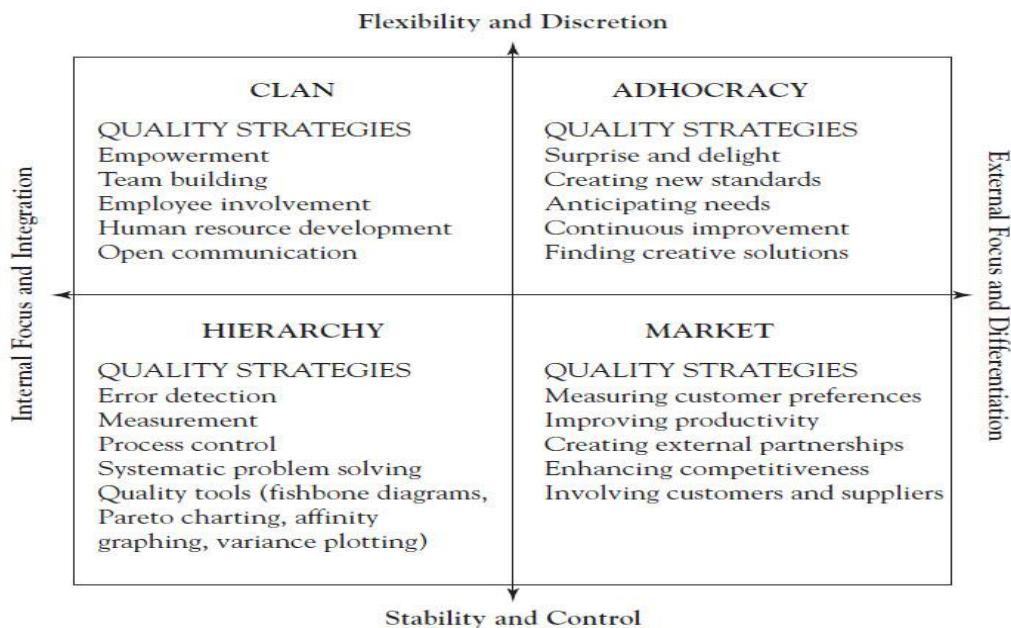 Flexibility and Discretion
Internal Focus and Integration
CLAN
QUALITY STRATEGIES
Empowerment
Team building
Employee involvement
Human resource development
Open communication
ADHOCRACY
QUALITY STRATEGIES
Surprise and delight
Creating new standards
Anticipating needs
Continuous improvement
Finding creative solutions
External Focus and Differentiation
HIERARCHY
QUALITY STRATEGIES
Error detection
Measurement
Process control
Systematic problem solving
Quality tools (fishbone diagrams,
Pareto charting, affinity
graphing, variance plotting)
MARKET
QUALITY STRATEGIES
Measuring customer preferences
Improving productivity
Creating external partnerships
Enhancing competitiveness
Involving customers and suppliers
Stability and Control